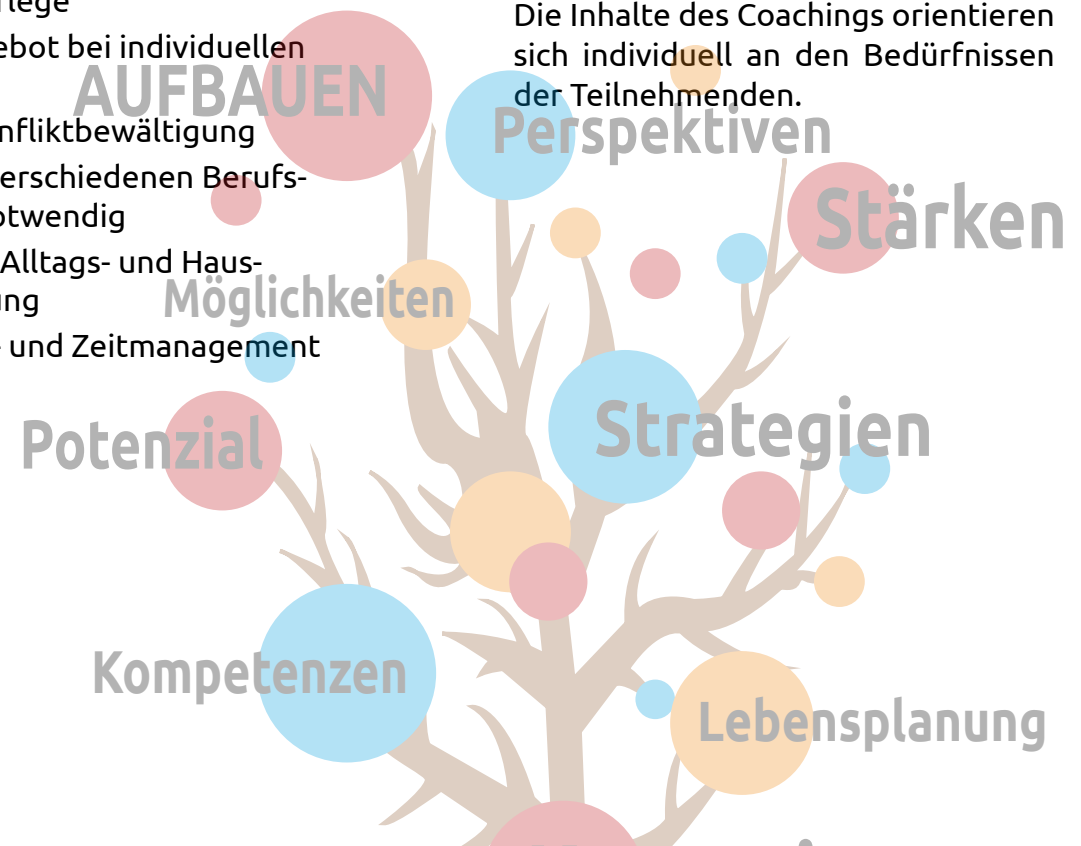 ebot bei individuellen
nfliktbewältigung
erschiedenen Berufs-
otwendig
Alltags- und Haus-
ung
- und Zeitmanagement
Die Inhalte des Coachings orientieren
sich individuell an den Bedürfnissen
der Teilnehmenden.
AUFBAUEN
Perspektiven
Stärken
Möglichkeiten
Strategien
Potenzial
Kompetenzen
Lebensplanung